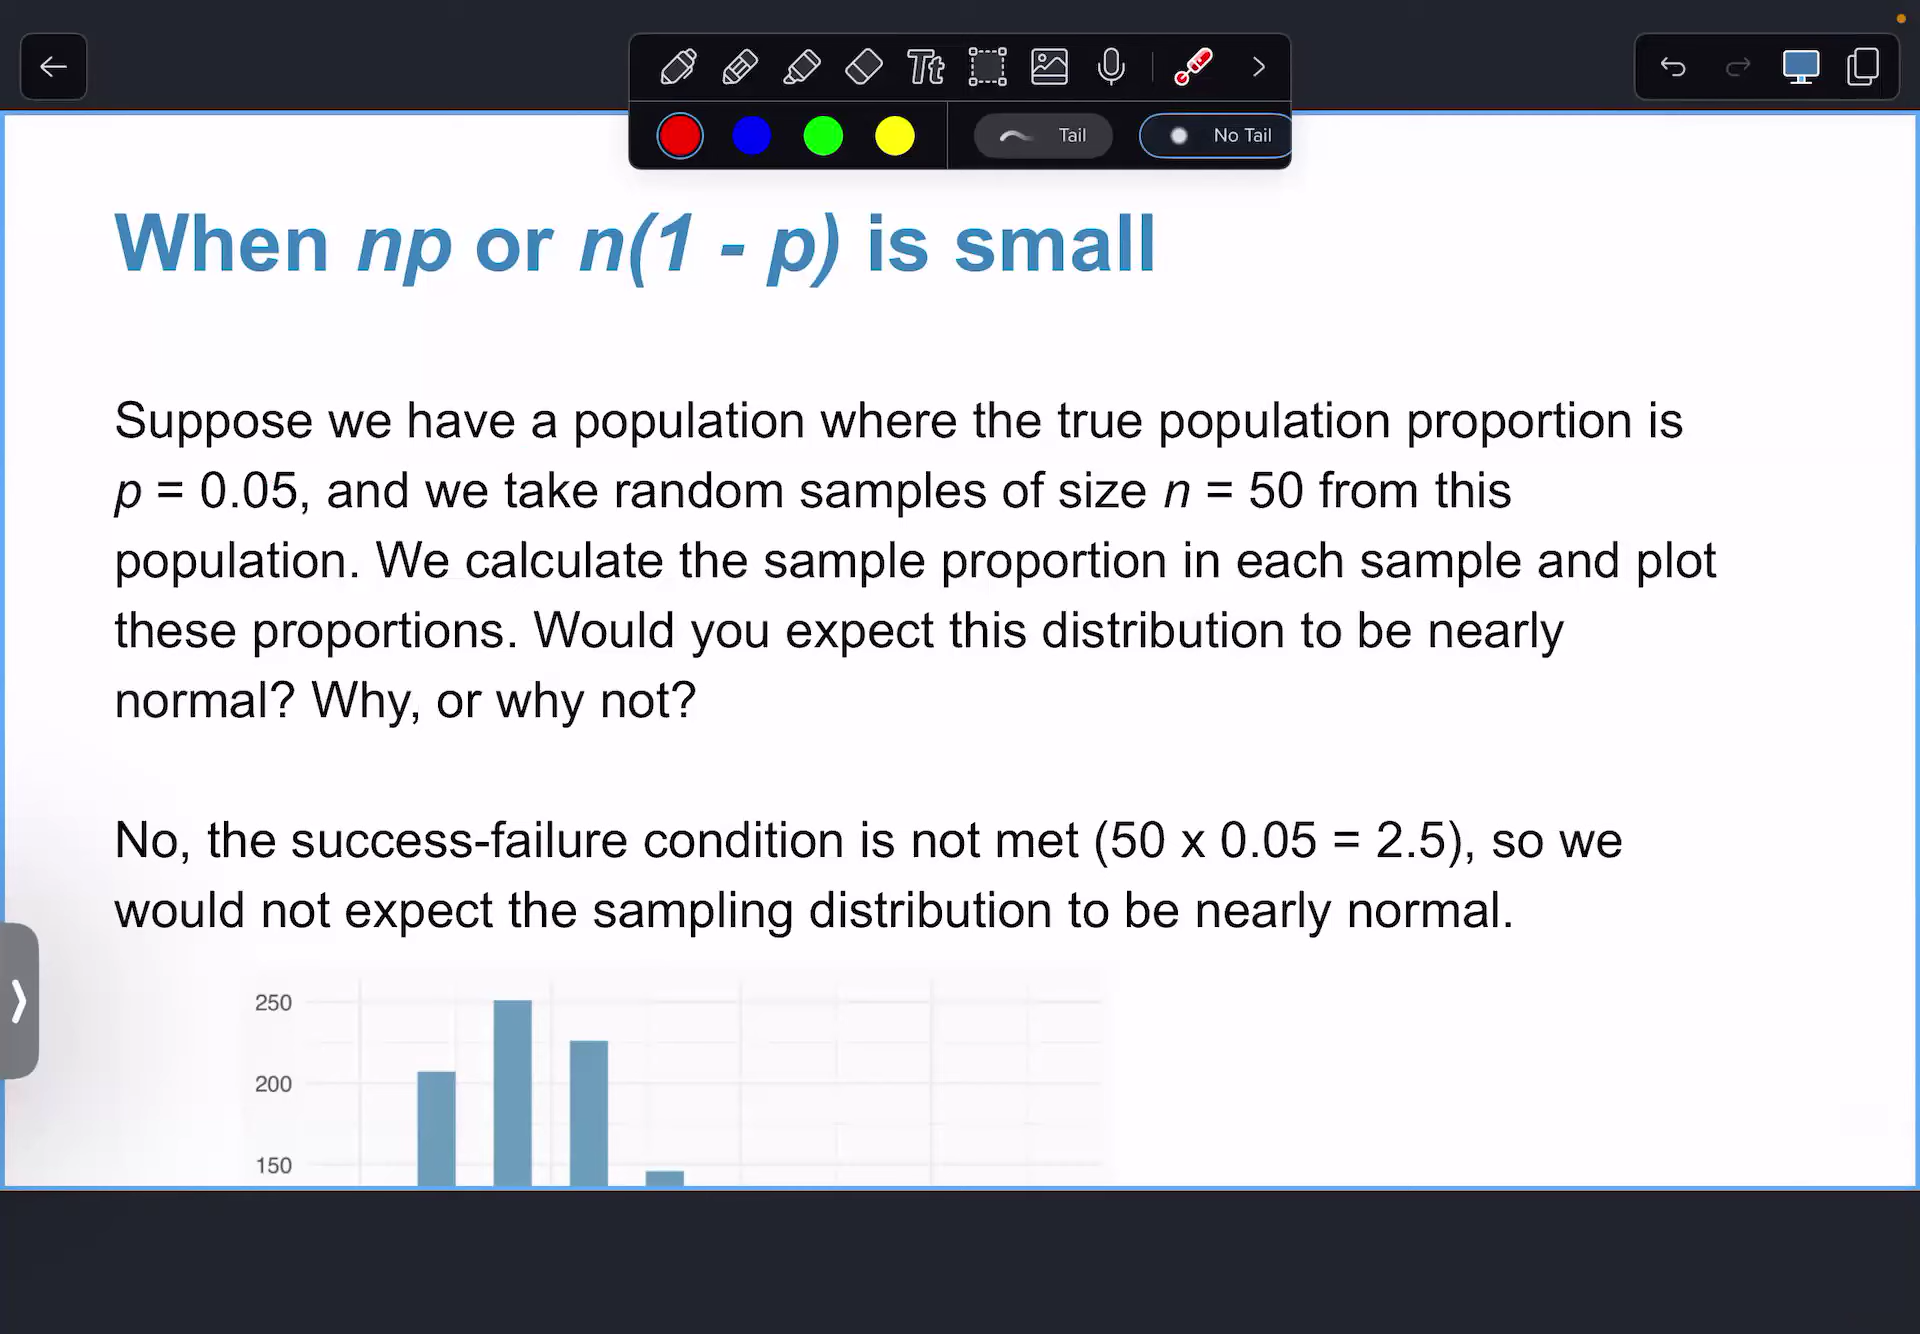 Tt
Tail
No Tail
When np or n(1 - p) is small
Suppose we have a population where the true population proportion is
p = 0.05, and we take random samples of size n = 50 from this
population. We calculate the sample proportion in each sample and plot
these proportions. Would you expect this distribution to be nearly
normal? Why, or why not?
No, the success-failure condition is not met (50 x 0.05 = 2.5), so we
would not expect the sampling distribution to be nearly normal.
250
200
150